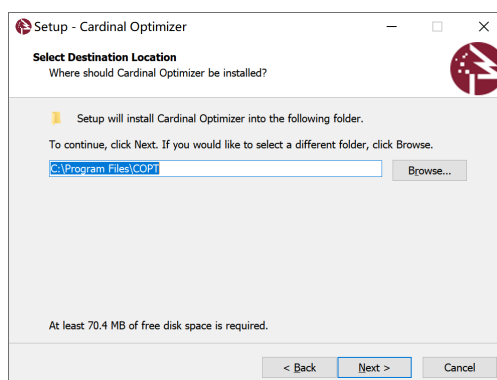 Setup - Cardinal Optimizer
Select Destination Location
Where should Cardinal Optimizer be installed?
Setup will install Cardinal Optimizer into the following folder.
To continue, click Next. If you would like to select a different folder, click Browse.
C:\Program Files\COPT
Browse...
At least 70.4 MB of free disk space is required.
< Back Next > Cancel